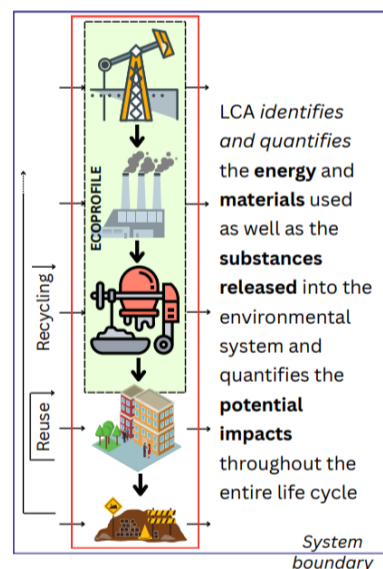 ECOPROFILE
Recycling
Reuse
LCA identifies
and quantifies
the energy and
materials used
as well as the
substances
released into the
environmental
system and
quantifies the
potential
impacts
throughout the
entire life cycle
System
boundary